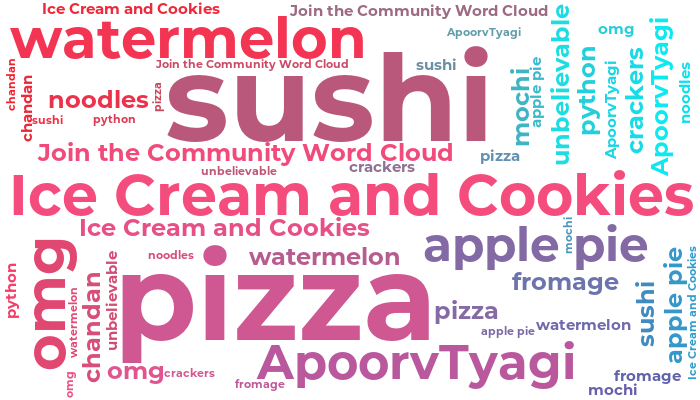 Ice Cream and Cookies
Join the Community Word Cloud
watermelon
ApoorvTyagi
unbelievable
omg
python
crackers
ApoorvTyagi
ApoorvTyagi
noodles
chandan
chandan
sushi
noodles
python
pizza
Join the Community Word Cloud
sushi
sushi
mochi
apple pie
pizza
Join the Community Word Cloud
unbelievable
crackers
Ice Cream and Cookies
Ice Cream and Cookies
apple pie
mochi
omg
python
watermelon
chandan
unbelievable
noodles
watermelon
pizza
fromage
pizza
apple pie
watermelon
sushi
apple pie
Ice Cream and Cookies
ApoorvTyagi
omg
crackers
omg
fromage
fromage
mochi